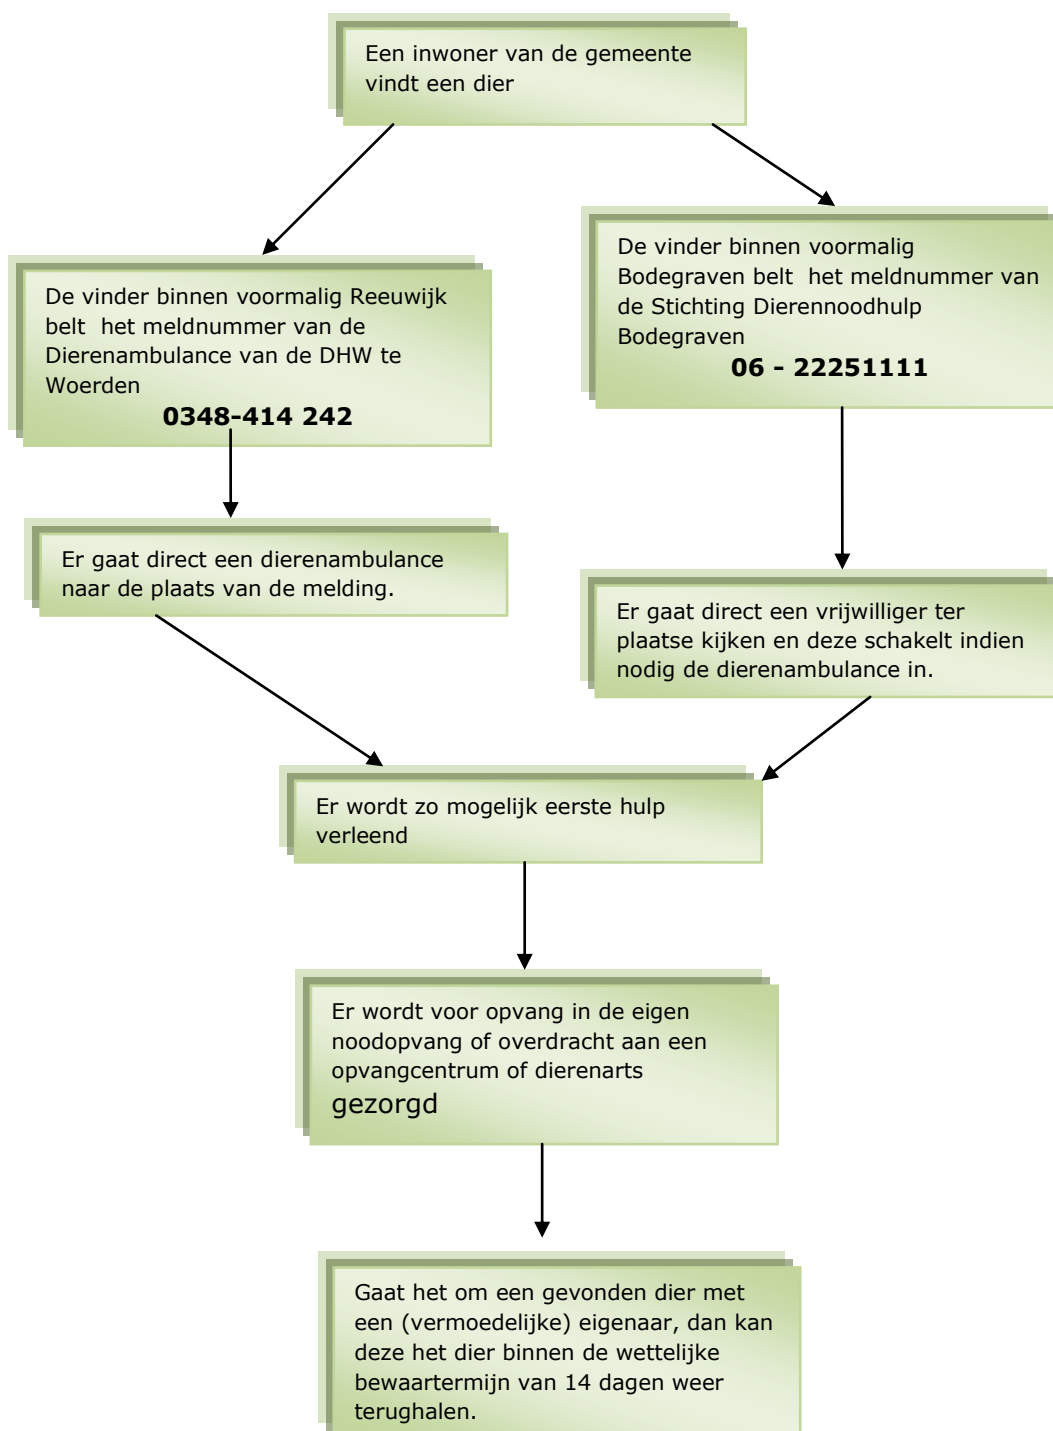 Een inwoner van de gemeente
vindt een dier
De vinder binnen voormalig Reeuwijk
belt  het meldnummer van de
Dierenambulance van de DHW te
Woerden
0348-414 242
De vinder binnen voormalig
Bodegraven belt  het meldnummer van
de Stichting Dierennoodhulp
Bodegraven
06 - 22251111
Er gaat direct een dierenambulance
naar de plaats van de melding.
Er gaat direct een vrijwilliger ter
plaatse kijken en deze schakelt indien
nodig de dierenambulance in.
Er wordt zo mogelijk eerste hulp
verleend
Er wordt voor opvang in de eigen
noodopvang of overdracht aan een
opvangcentrum of dierenarts
gezorgd
Gaat het om een gevonden dier met
een (vermoedelijke) eigenaar, dan kan
deze het dier binnen de wettelijke
bewaartermijn van 14 dagen weer
terughalen.